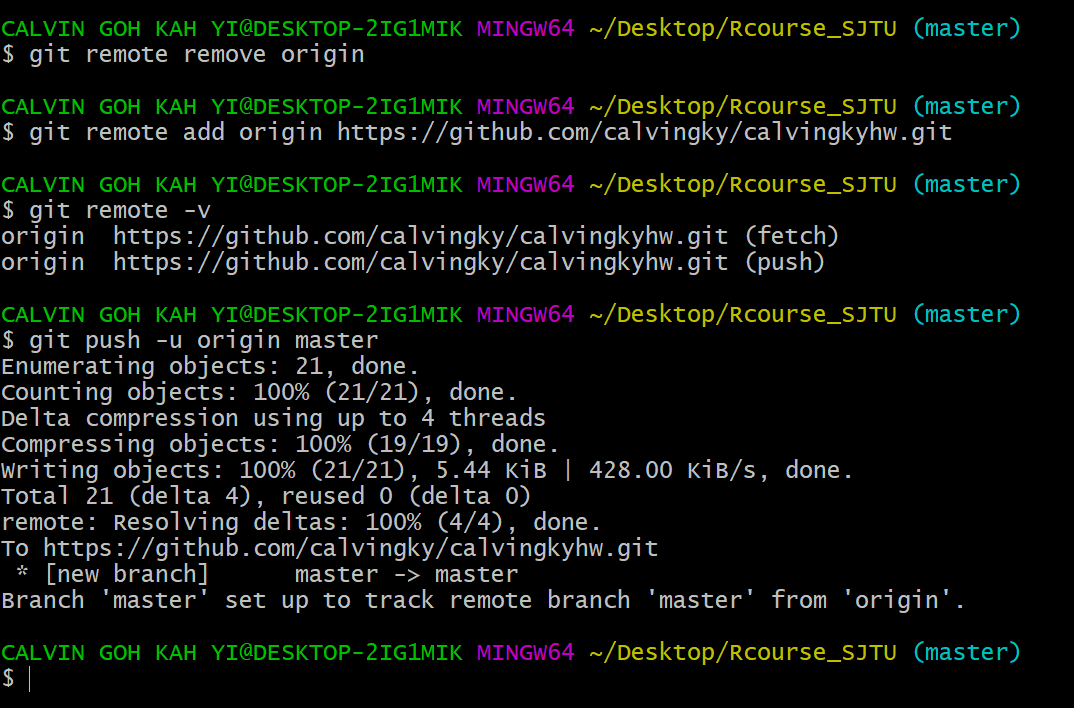 CALVIN GOH KAH YI@DESKTOP-2IG1MIK MINGW64 ~/Desktop/Rcourse_SJTU (master)
$ git remote remove origin
CALVIN GOH KAH YI@DESKTOP-2IG1MIK MINGW64 ~/Desktop/Rcourse_SJTU (master)
$ git remote add origin https://github.com/calvingky/calvingkyhw.git
CALVIN GOH KAH YI@DESKTOP-2IG1MIK MINGW64 ~/Desktop/Rcourse_SJTU (master)
$ git remote -v
origin  https://github.com/calvingky/calvingkyhw.git (fetch)
origin  https://github.com/calvingky/calvingkyhw.git (push)
CALVIN GOH KAH YI@DESKTOP-2IG1MIK MINGW64 ~/Desktop/Rcourse_SJTU (master)
$ git push -u origin master
Enumerating objects: 21, done.
Counting objects: 100% (21/21), done.
Delta compression using up to 4 threads
Compressing objects: 100% (19/19), done.
Writing objects: 100% (21/21), 5.44 KiB | 428.00 KiB/s, done.
Total 21 (delta 4), reused 0 (delta 0)
remote: Resolving deltas: 100% (4/4), done.
To https://github.com/calvingky/calvingkyhw.git
 * [new branch]      master -> master
Branch 'master' set up to track remote branch 'master' from 'origin'.
CALVIN GOH KAH YI@DESKTOP-2IG1MIK MINGW64 ~/Desktop/Rcourse_SJTU (master)
$